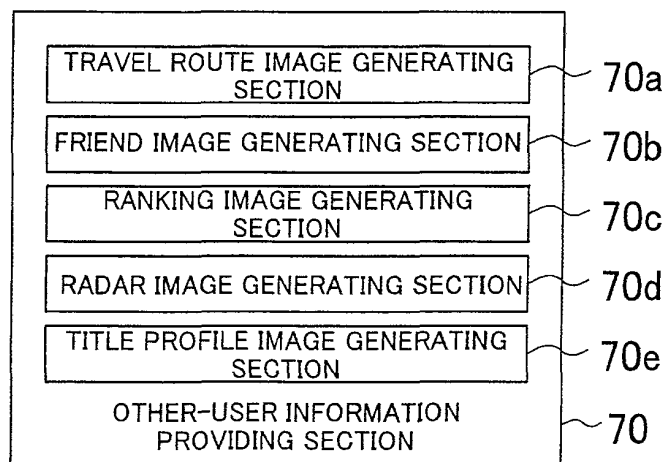 TRAVEL ROUTE IMAGE GENERATING
SECTION
70a
FRIEND IMAGE GENERATING SECTION
70b
RANKING IMAGE GENERATING
SECTION
70c
RADAR IMAGE GENERATING SECTION
70d
TITLE PROFILE IMAGE GENERATING
SECTION
70e
OTHER-USER INFORMATION
PROVIDING SECTION
70